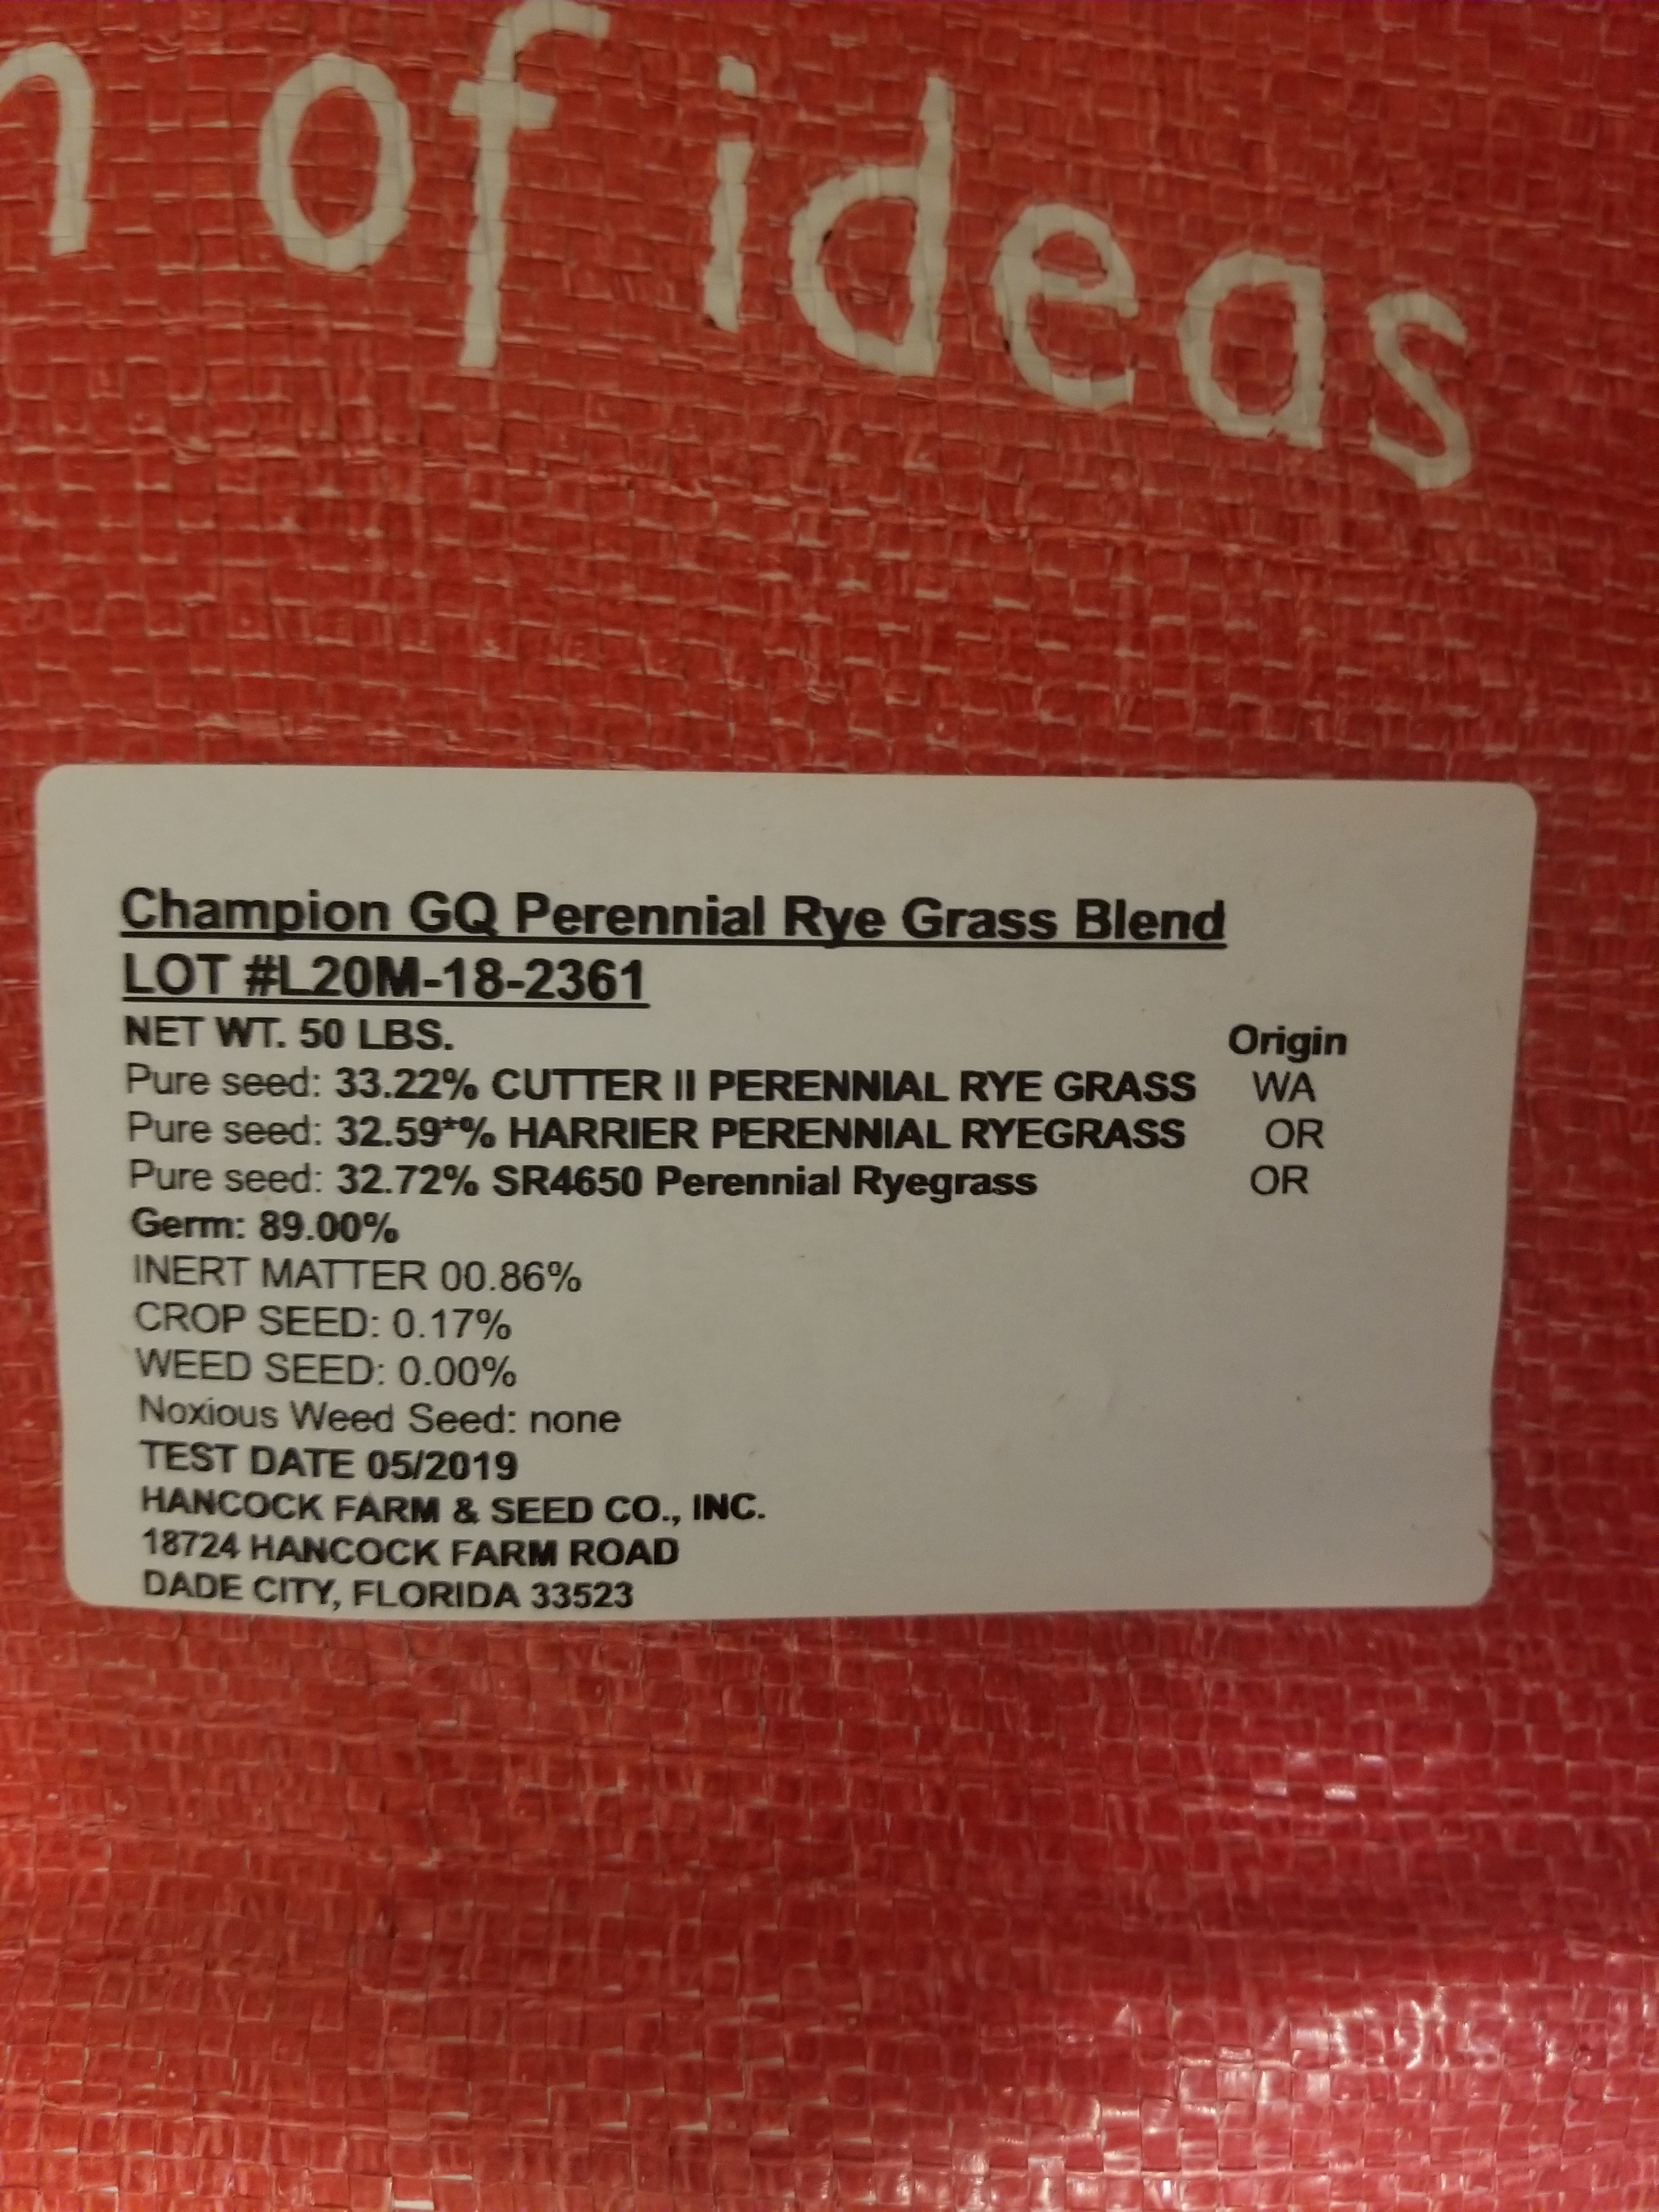 of ideas
Champion GQ Perennial Rye Grass Blend
LOT #L20M-18-2361
NET WT. 50 LBS. Origin
Pure seed: 33.22% CUTTER II PERENNIAL RYE GRASS WA
Pure seed: 32.59*% HARRIER PERENNIAL RYEGRASS OR
Pure seed: 32.72% SR4650 Perennial Ryegrass OR
Germ: 89.00%
INERT MATTER 00.86%
CROP SEED: 0.17%
WEED SEED: 0.00%
Noxious Weed Seed: none
TEST DATE 05/2019
HANCOCK FARM & SEED CO., INC.
18724 HANCOCK FARM ROAD
DADE CITY, FLORIDA 33523